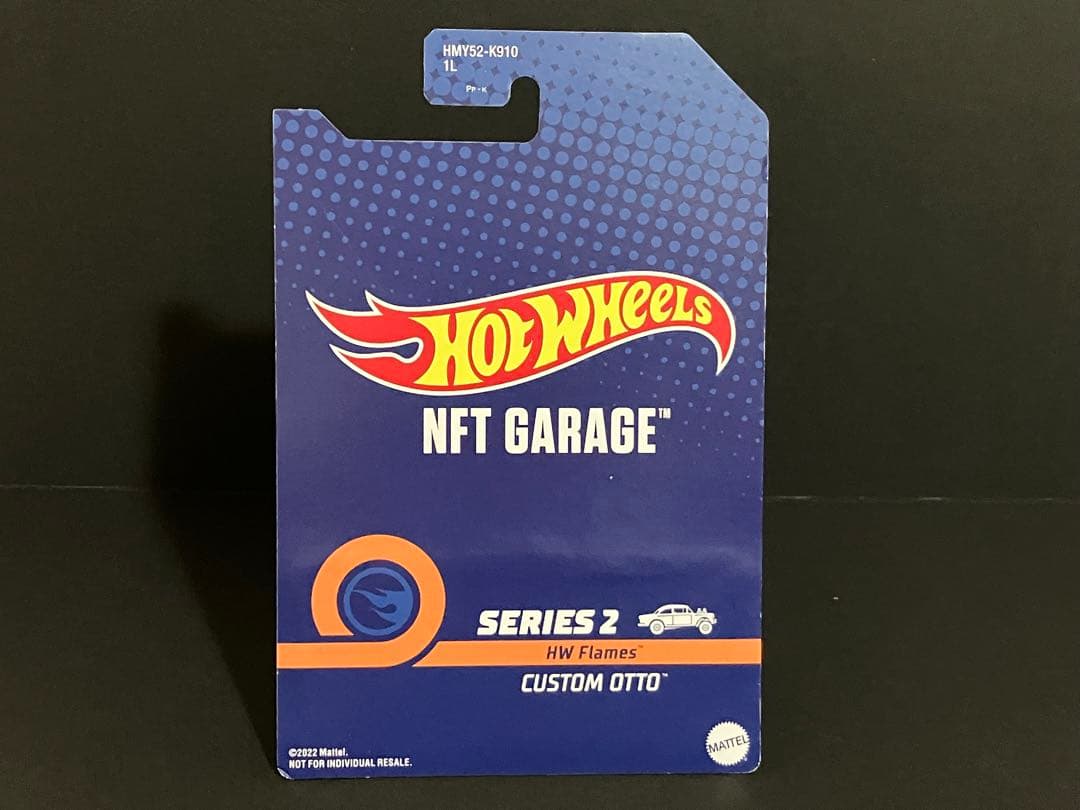 HMY52-K910
1L
PP-K
HOT WHEELS
NFT GARAGE™
SERIES 2
HW Flames™
CUSTOM OTTO™
©2022 Mattel.
NOT FOR INDIVIDUAL RESALE.
MATTEL